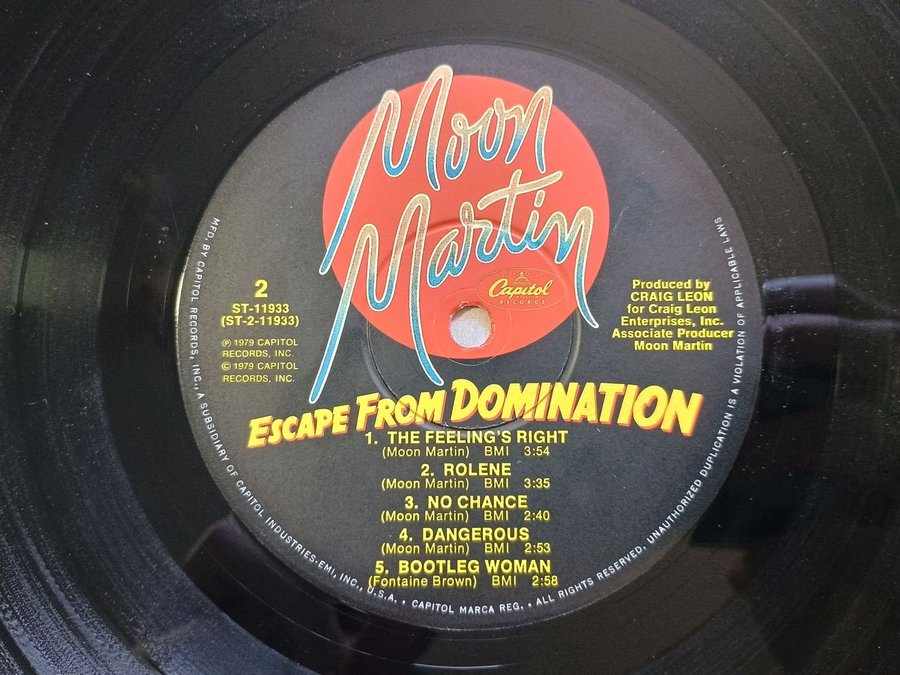 Moon
Martin
Capitol
RECORDS
2
ST-11933
(ST-2-11933)
Ⓟ 1979 CAPITOL
RECORDS, INC.
© 1979 CAPITOL
RECORDS, INC.
Produced by
CRAIG LEON
for Craig Leon
Enterprises, Inc.
Associate Producer
Moon Martin
ESCAPE FROM DOMINATION
1. THE FEELING'S RIGHT
(Moon Martin) BMI 3:54
2. ROLENE
(Moon Martin) BMI 3:35
3. NO CHANCE
(Moon Martin) BMI 2:40
4. DANGEROUS
(Moon Martin) BMI 2:53
5. BOOTLEG WOMAN
(Fontaine Brown) BMI 2:58
MFD. BY CAPITOL RECORDS, INC., A SUBSIDIARY OF CAPITOL INDUSTRIES-EMI, INC., U.S.A. • CAPITOL MARCA REG. • ALL RIGHTS RESERVED. UNAUTHORIZED DUPLICATION IS A VIOLATION OF APPLICABLE LAWS